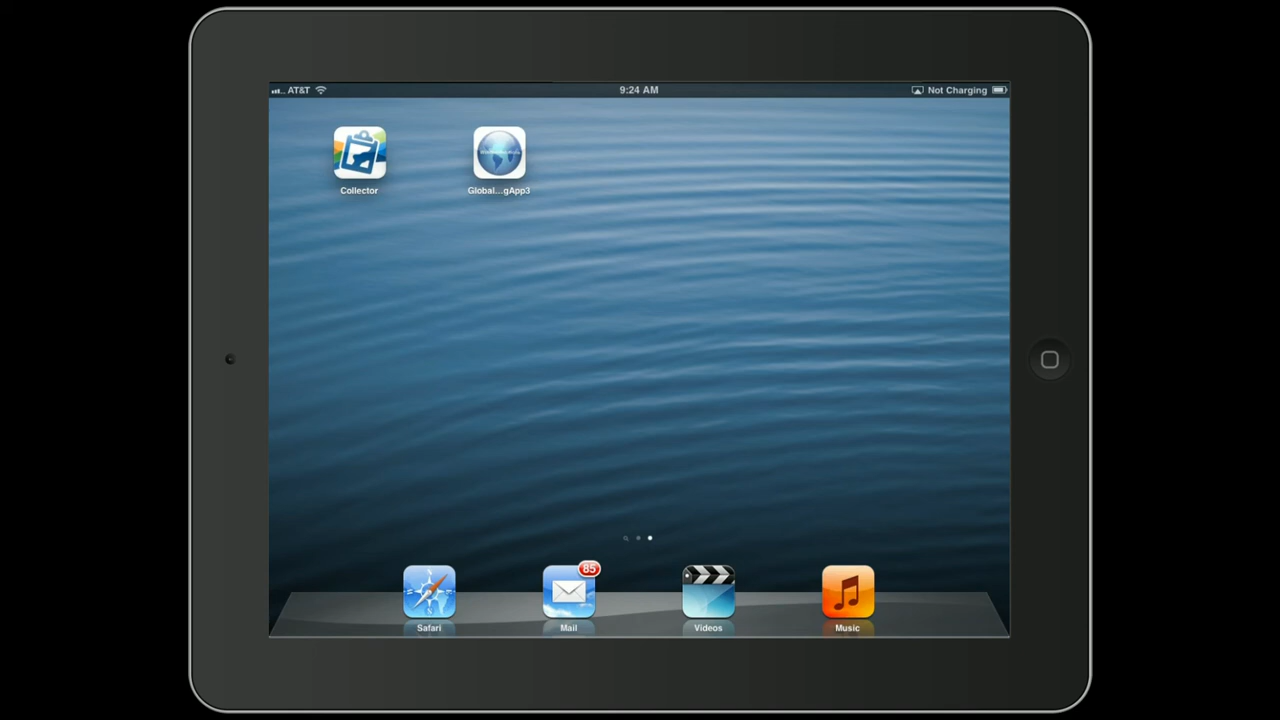 AT&T
9:24 AM
Not Charging
Collector
Global...gApp3
85
Safari
Mail
Videos
Music